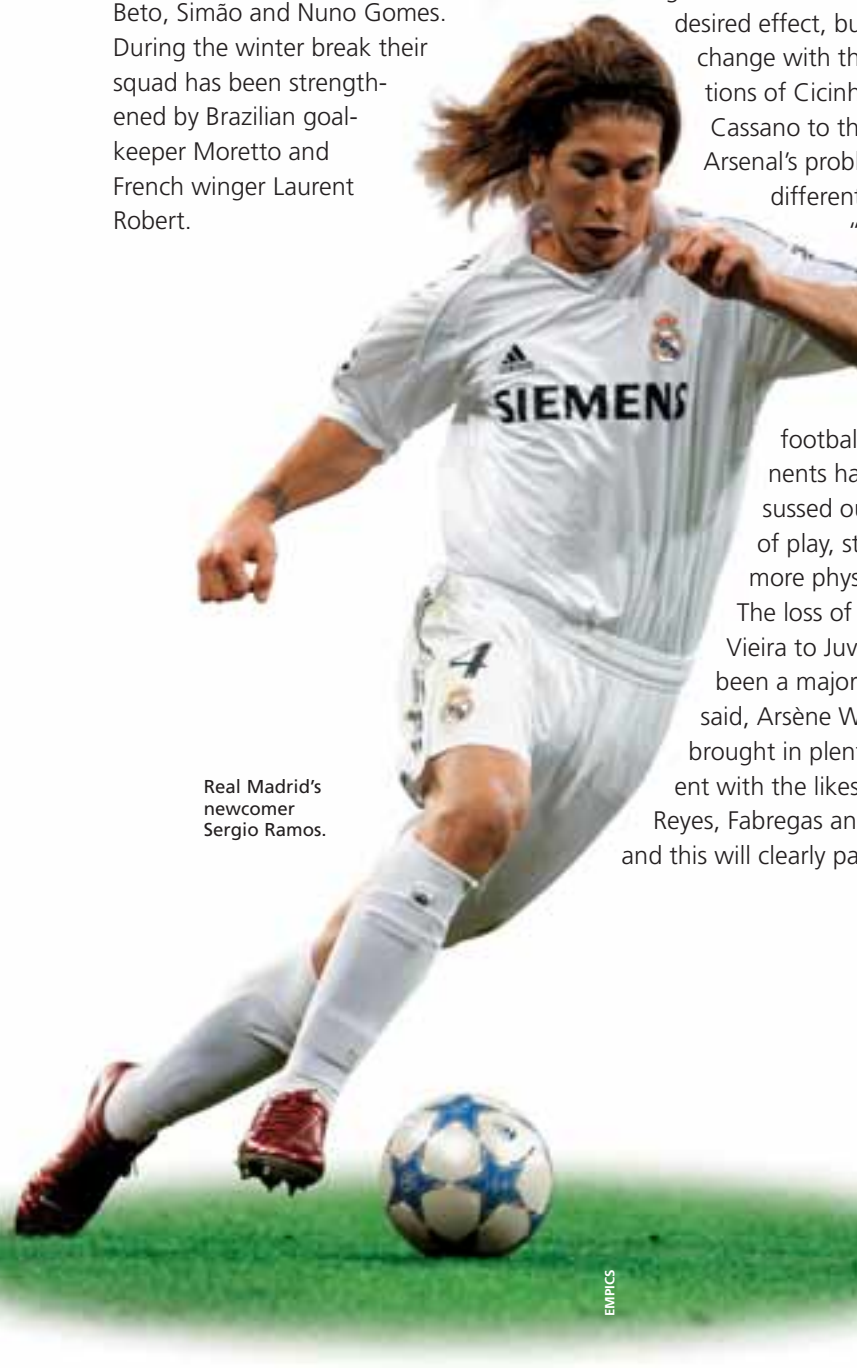 Beto, Simão and Nuno Gomes.
During the winter break their
squad has been strength-
ened by Brazilian goal-
keeper Moretto and
French winger Laurent
Robert.
desired effect, bu
change with th
tions of Cicinh
Cassano to th
Arsenal's probl
different
"
footbal
nents ha
sussed ou
of play, st
more phys
The loss of
Vieira to Juv
been a major
said, Arsène W
brought in plent
ent with the likes
Reyes, Fabregas an
and this will clearly pa
adidas
SIEMENS
4
Real Madrid's
newcomer
Sergio Ramos.
EMPICS